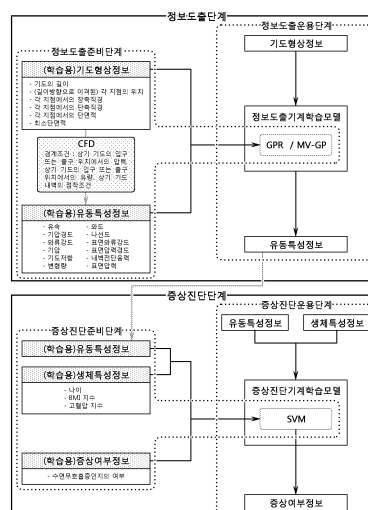 정보도출단계
정보도출운용단계
기도형상정보
정보도출준비단계
(학습용)기도형상정보
- 기도의 길이
- (길이방향으로 이격된) 각 지점의 위치
- 각 지점에서의 장축직경
- 각 지점에서의 단축직경
- 각 지점에서의 단면적
- 최소단면적
정보도출기계학습모델
GPR / MV-GP
CFD
경계조건 : 상기 기도의 입구
또는 출구 위치에서의 압력,
상기 기도의 입구 또는 출구
위치에서의 유량, 상기 기도
내벽의 점착조건
(학습용)유동특성정보
- 유속
- 와도
- 기압경도
- 나선도
- 와류강도
- 표면와류강도
- 기압
- 표면압력경도
- 기도저항
- 내벽전단응력
- 변형량
- 표면압력
유동특성정보
증상진단단계
증상진단운용단계
유동특성정보
생체특성정보
증상진단준비단계
(학습용)유동특성정보
(학습용)생체특성정보
- 나이
- BMI 지수
- 고혈압 지수
증상진단기계학습모델
SVM
(학습용)증상여부정보
- 수면무호흡증인지의 여부
증상여부정보